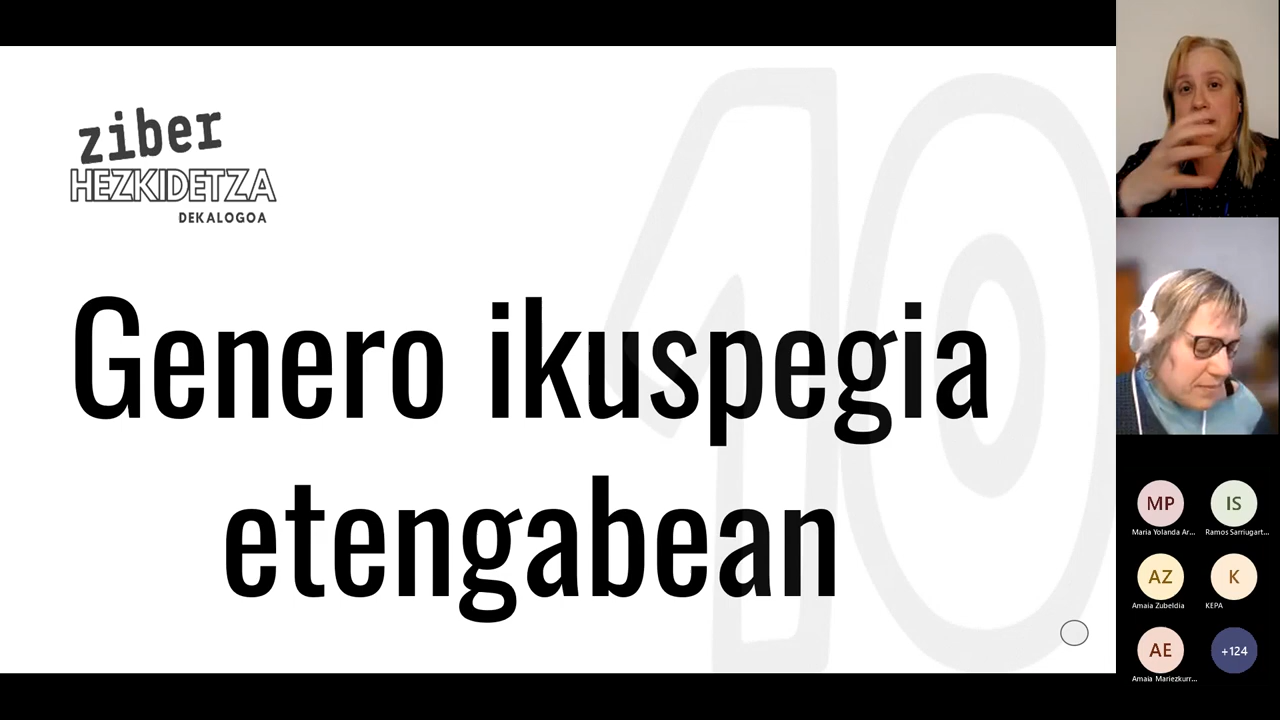 ziber
HEZKIDETZA
DEKALOGOA
10
Genero ikuspegia
etengabean
MP
IS
Maria Yolanda Ar...
Ramos Sarriugart...
AZ
K
Amaia Zubeldia
KEPA
AE
+124
Amaia Mariezkurr...